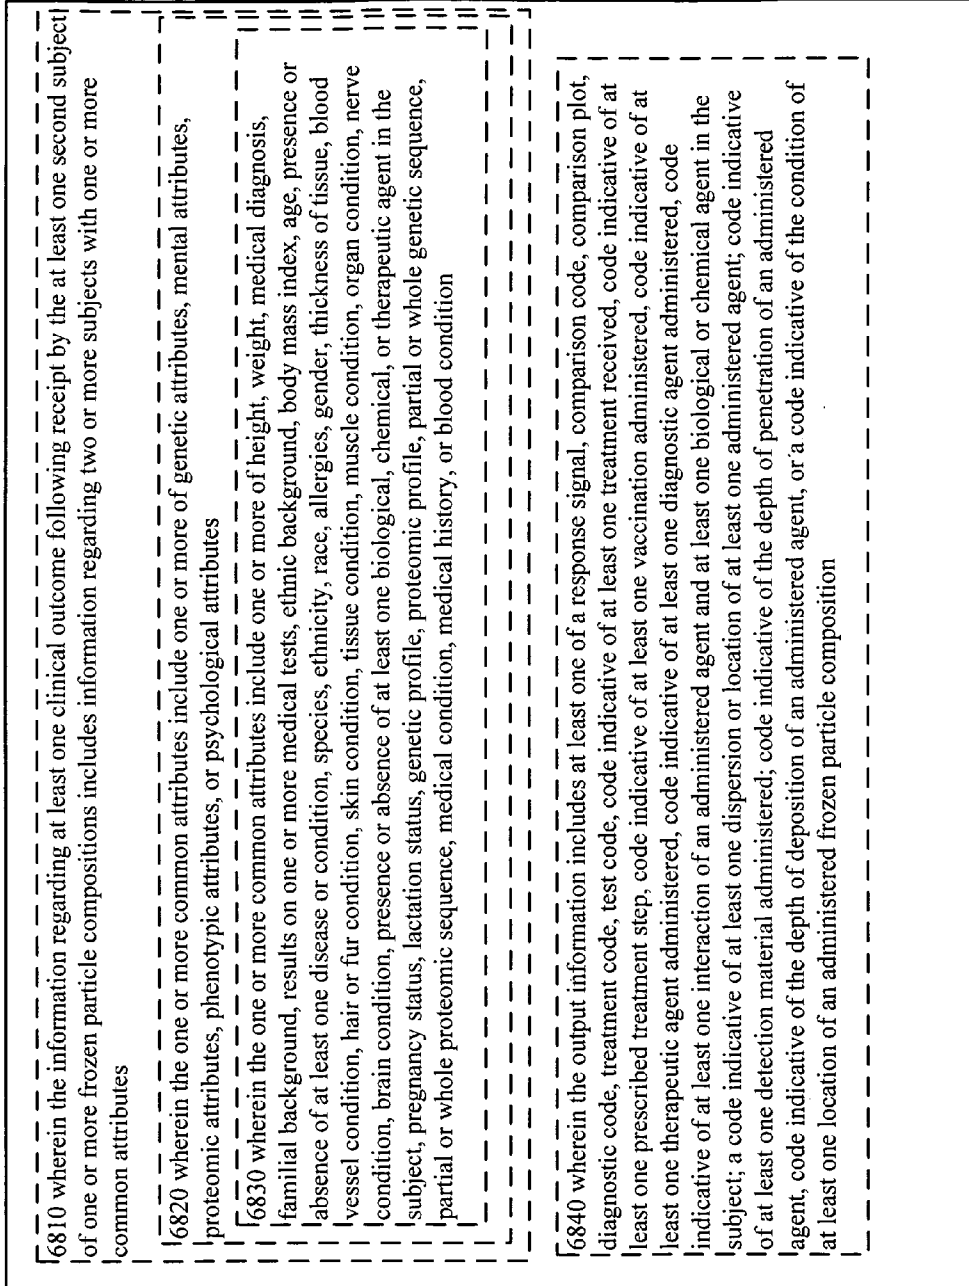 6810 wherein the information regarding at least one clinical outcome following receipt by the at least one second subject
of one or more frozen particle compositions includes information regarding two or more subjects with one or more
common attributes
6820 wherein the one or more common attributes include one or more of genetic attributes, mental attributes,
proteomic attributes, phenotypic attributes, or psychological attributes
6830 wherein the one or more common attributes include one or more of height, weight, medical diagnosis,
familial background, results on one or more medical tests, ethnic background, body mass index, age, presence or
absence of at least one disease or condition, species, ethnicity, race, allergies, gender, thickness of tissue, blood
vessel condition, hair or fur condition, skin condition, tissue condition, muscle condition, organ condition, nerve
condition, brain condition, presence or absence of at least one biological, chemical, or therapeutic agent in the
subject, pregnancy status, lactation status, genetic profile, proteomic profile, partial or whole genetic sequence,
partial or whole proteomic sequence, medical condition, medical history, or blood condition
6840 wherein the output information includes at least one of a response signal, comparison code, comparison plot,
diagnostic code, treatment code, test code, code indicative of at least one treatment received, code indicative of at
least one prescribed treatment step, code indicative of at least one vaccination administered, code indicative of at
least one therapeutic agent administered, code indicative of at least one diagnostic agent administered, code
indicative of at least one interaction of an administered agent and at least one biological or chemical agent in the
subject; a code indicative of at least one dispersion or location of at least one administered agent; code indicative
of at least one detection material administered; code indicative of the depth of penetration of an administered
agent, code indicative of the depth of deposition of an administered agent, or a code indicative of the condition of
at least one location of an administered frozen particle composition